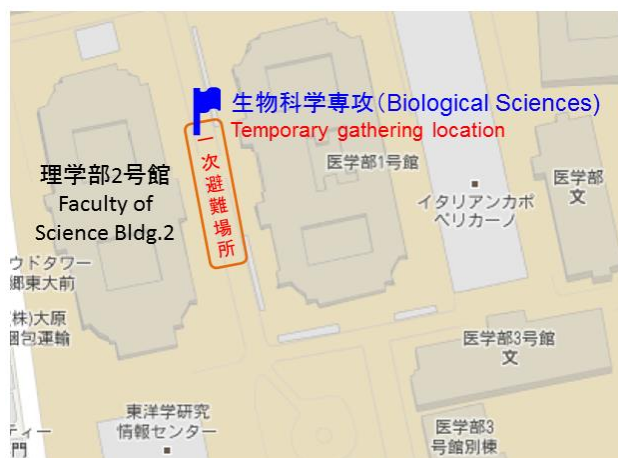 生物科学専攻(Biological Sciences)
Temporary gathering location
一次避難場所
理学部2号館
Faculty of
Science Bldg.2
医学部1号館
イタリアンカポ
ペリカーノ
医学部
文
ウドタワー
郷東大前
(株)大原
梱包運輸
医学部3号館
文
東洋学研究
情報センター
ティー
門
医学部3
号館別棟